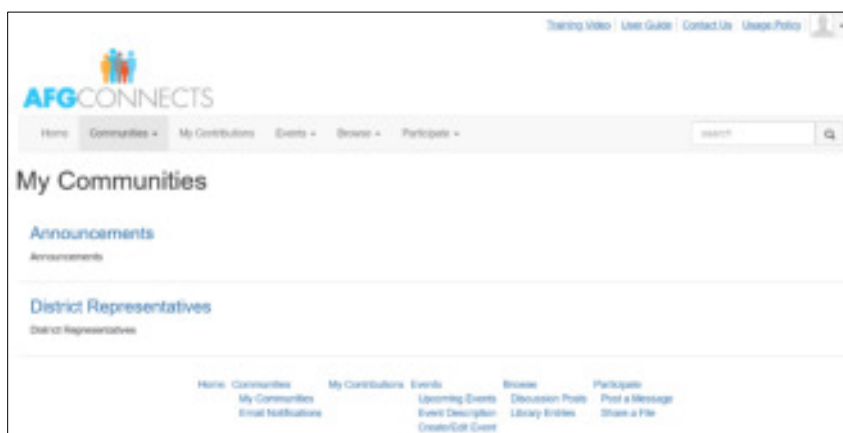 Training Video User Guide Contact Us Usage Policy
AFGCONNECTS
Home Communities My Contributions Events Browse Participate search
My Communities
Announcements
Announcements
District Representatives
District Representatives
Home Communities My Contributions Events Browse Participate
My Communities Upcoming Events Discussion Posts Post a Message
Email Notifications Event Description Library Entries Share a File
Create/Edit Event